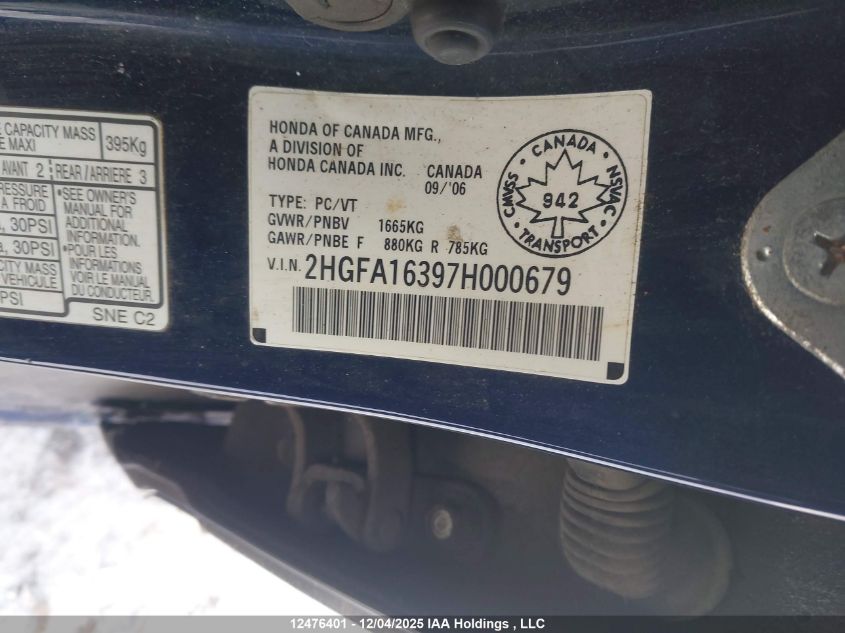 E CAPACITY MASS 395Kg
E MAXI
AVANT 2 REAR/ARRIERE 3
PRESSURE
A FROID
a, 30PSI
a, 30PSI
CITY MASS
VEHICULE
PSI
•SEE OWNER'S
MANUAL FOR
ADDITIONAL
INFORMATION.
•POUR LES
INFORMATIONS
VOIR LE MANUAL
DU CONDUCTEUR.
SNE C2
HONDA OF CANADA MFG.,
A DIVISION OF
HONDA CANADA INC. CANADA
09/'06
TYPE: PC/VT
GVWR/PNBV 1665KG
GAWR/PNBE F 880KG R 785KG
V.I.N. 2HGFA16397H000679
CANADA
CMVSS
942
NSVAC
TRANSPORT
12476401 - 12/04/2025 IAA Holdings , LLC